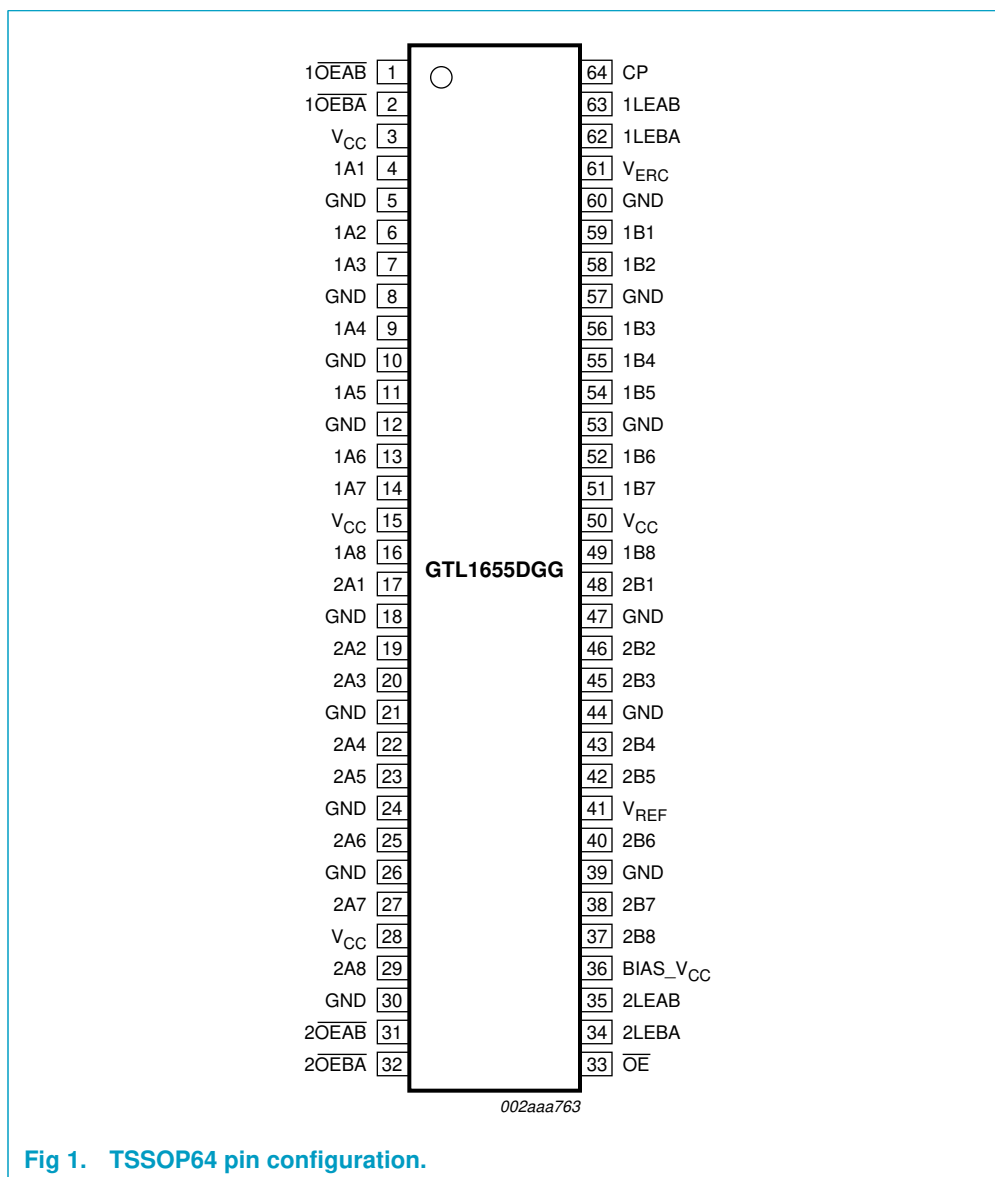 1O̅E̅A̅B̅ 1 64 CP
1O̅E̅B̅A̅ 2 63 1LEAB
VCC 3 62 1LEBA
1A1 4 61 VERC
GND 5 60 GND
1A2 6 59 1B1
1A3 7 58 1B2
GND 8 57 GND
1A4 9 56 1B3
GND 10 55 1B4
1A5 11 54 1B5
GND 12 53 GND
1A6 13 52 1B6
1A7 14 51 1B7
VCC 15 50 VCC
1A8 16 49 1B8
GTL1655DGG
2A1 17 48 2B1
GND 18 47 GND
2A2 19 46 2B2
2A3 20 45 2B3
GND 21 44 GND
2A4 22 43 2B4
2A5 23 42 2B5
GND 24 41 VREF
2A6 25 40 2B6
GND 26 39 GND
2A7 27 38 2B7
VCC 28 37 2B8
2A8 29 36 BIAS_VCC
GND 30 35 2LEAB
2O̅E̅A̅B̅ 31 34 2LEBA
2O̅E̅B̅A̅ 32 33 O̅E̅
002aaa763
Fig 1. TSSOP64 pin configuration.